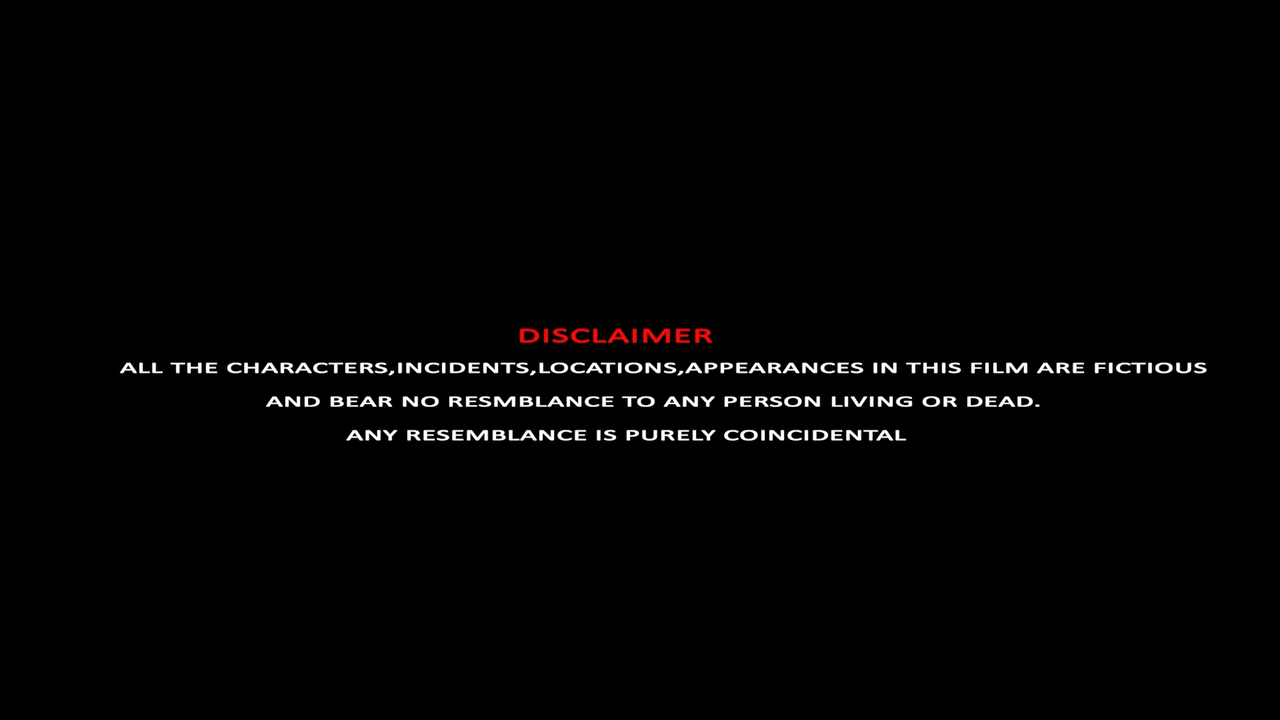 DISCLAIMER
ALL THE CHARACTERS,INCIDENTS,LOCATIONS,APPEARANCES IN THIS FILM ARE FICTIOUS
AND BEAR NO RESMBLANCE TO ANY PERSON LIVING OR DEAD.
ANY RESEMBLANCE IS PURELY COINCIDENTAL